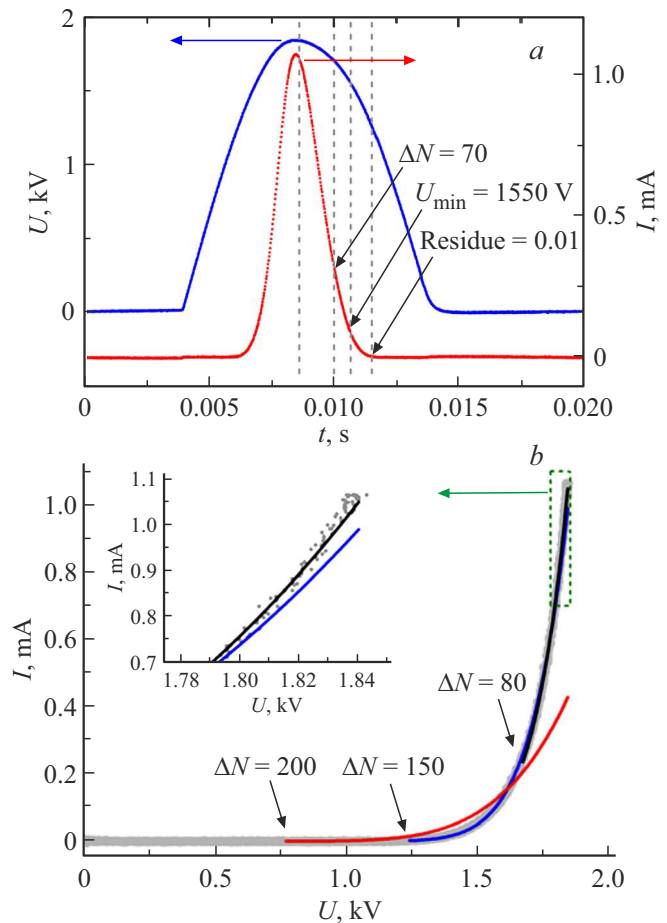 2
a
1.0
ΔN = 70
1
U, kV
U_min = 1550 V
0.5
I, mA
Residue = 0.01
0
0
0
0.005
0.010
0.015
0.020
t, s
b
1.1
1.0
1.0
0.9
I, mA
0.8
0.8
0.7
1.78
1.80
1.82
1.84
0.6
U, kV
I, mA
ΔN = 80
0.4
ΔN = 200
ΔN = 150
0.2
0
0
0.5
1.0
1.5
2.0
U, kV